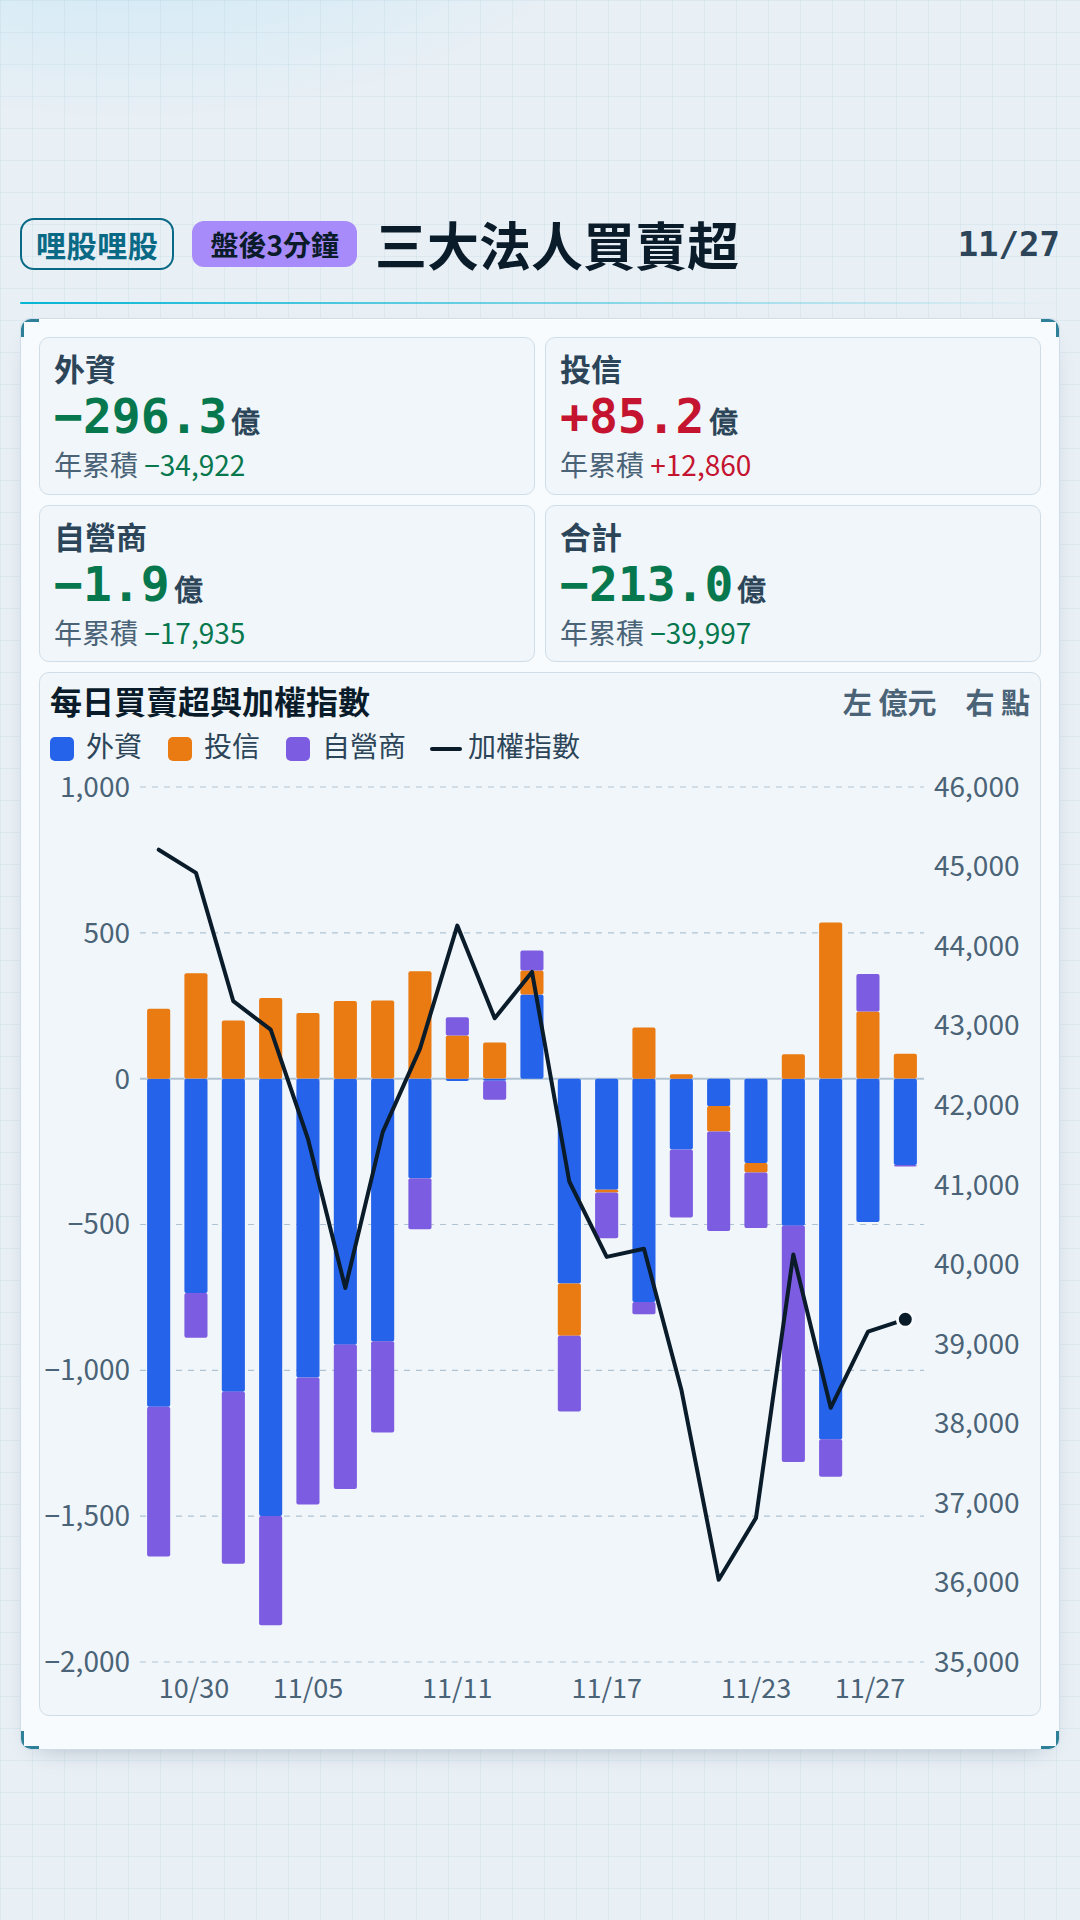 哩股哩股 盤後3分鐘 三大法人買賣超 11/27
外資
−296.3億
年累積 −34,922
投信
+85.2億
年累積 +12,860
自營商
−1.9億
年累積 −17,935
合計
−213.0億
年累積 −39,997
每日買賣超與加權指數 左 億元 右 點
外資 投信 自營商 加權指數
1,000 46,000
45,000
500 44,000
43,000
0 42,000
41,000
−500 40,000
−1,000 39,000
38,000
−1,500 37,000
36,000
−2,000 35,000
10/30 11/05 11/11 11/17 11/23 11/27